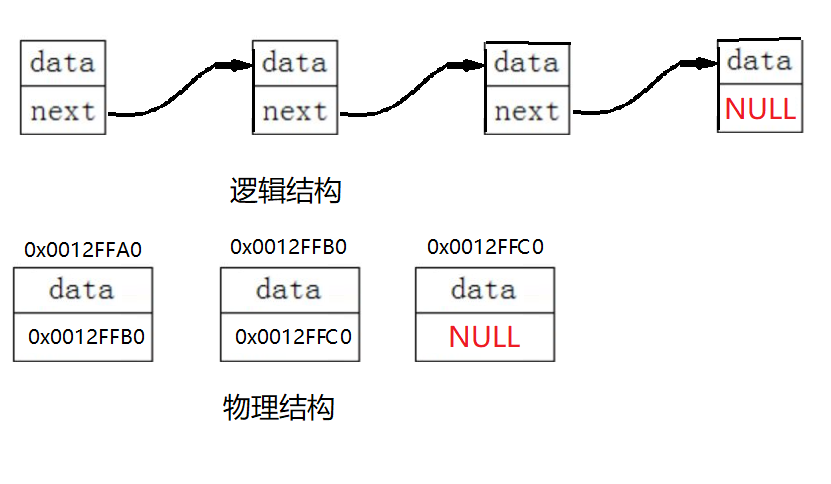 data data data data
next next next NULL
逻辑结构
0x0012FFA0 0x0012FFB0 0x0012FFC0
data data data
0x0012FFB0 0x0012FFC0 NULL
物理结构